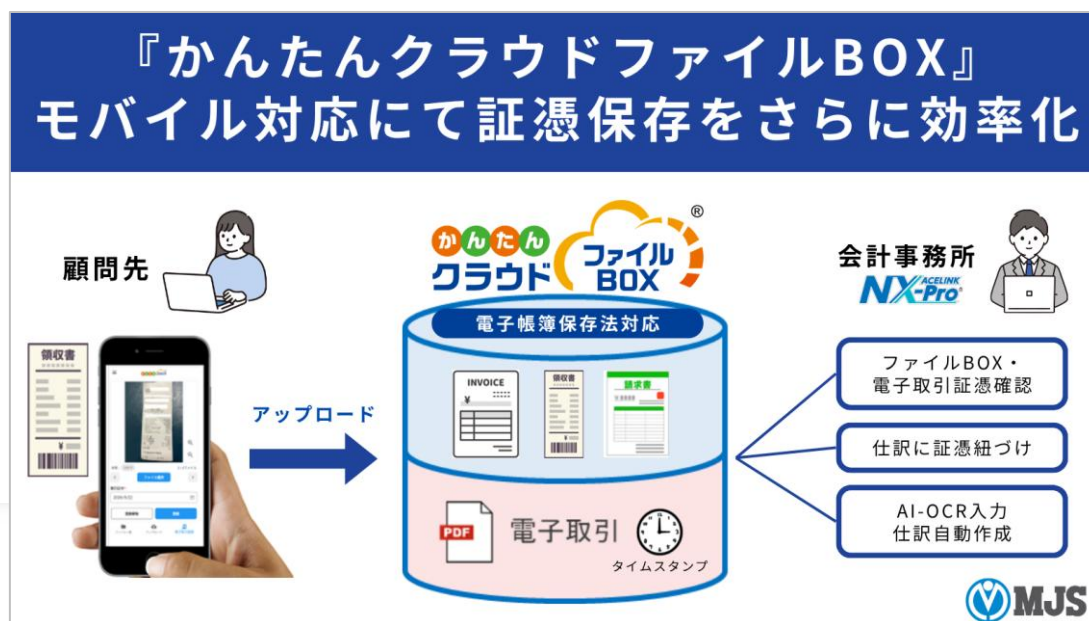 『かんたんクラウドファイルBOX』
モバイル対応にて証憑保存をさらに効率化
顧問先
領収書
¥
アップロード
かんたん
クラウド
ファイル
BOX
®
電子帳簿保存法対応
INVOICE
¥
領収書
¥
請求書
PDF
電子取引
タイムスタンプ
会計事務所
ACELINK
NX-Pro®
ファイルBOX・
電子取引証憑確認
仕訳に証憑紐づけ
AI-OCR入力
仕訳自動作成
MJS